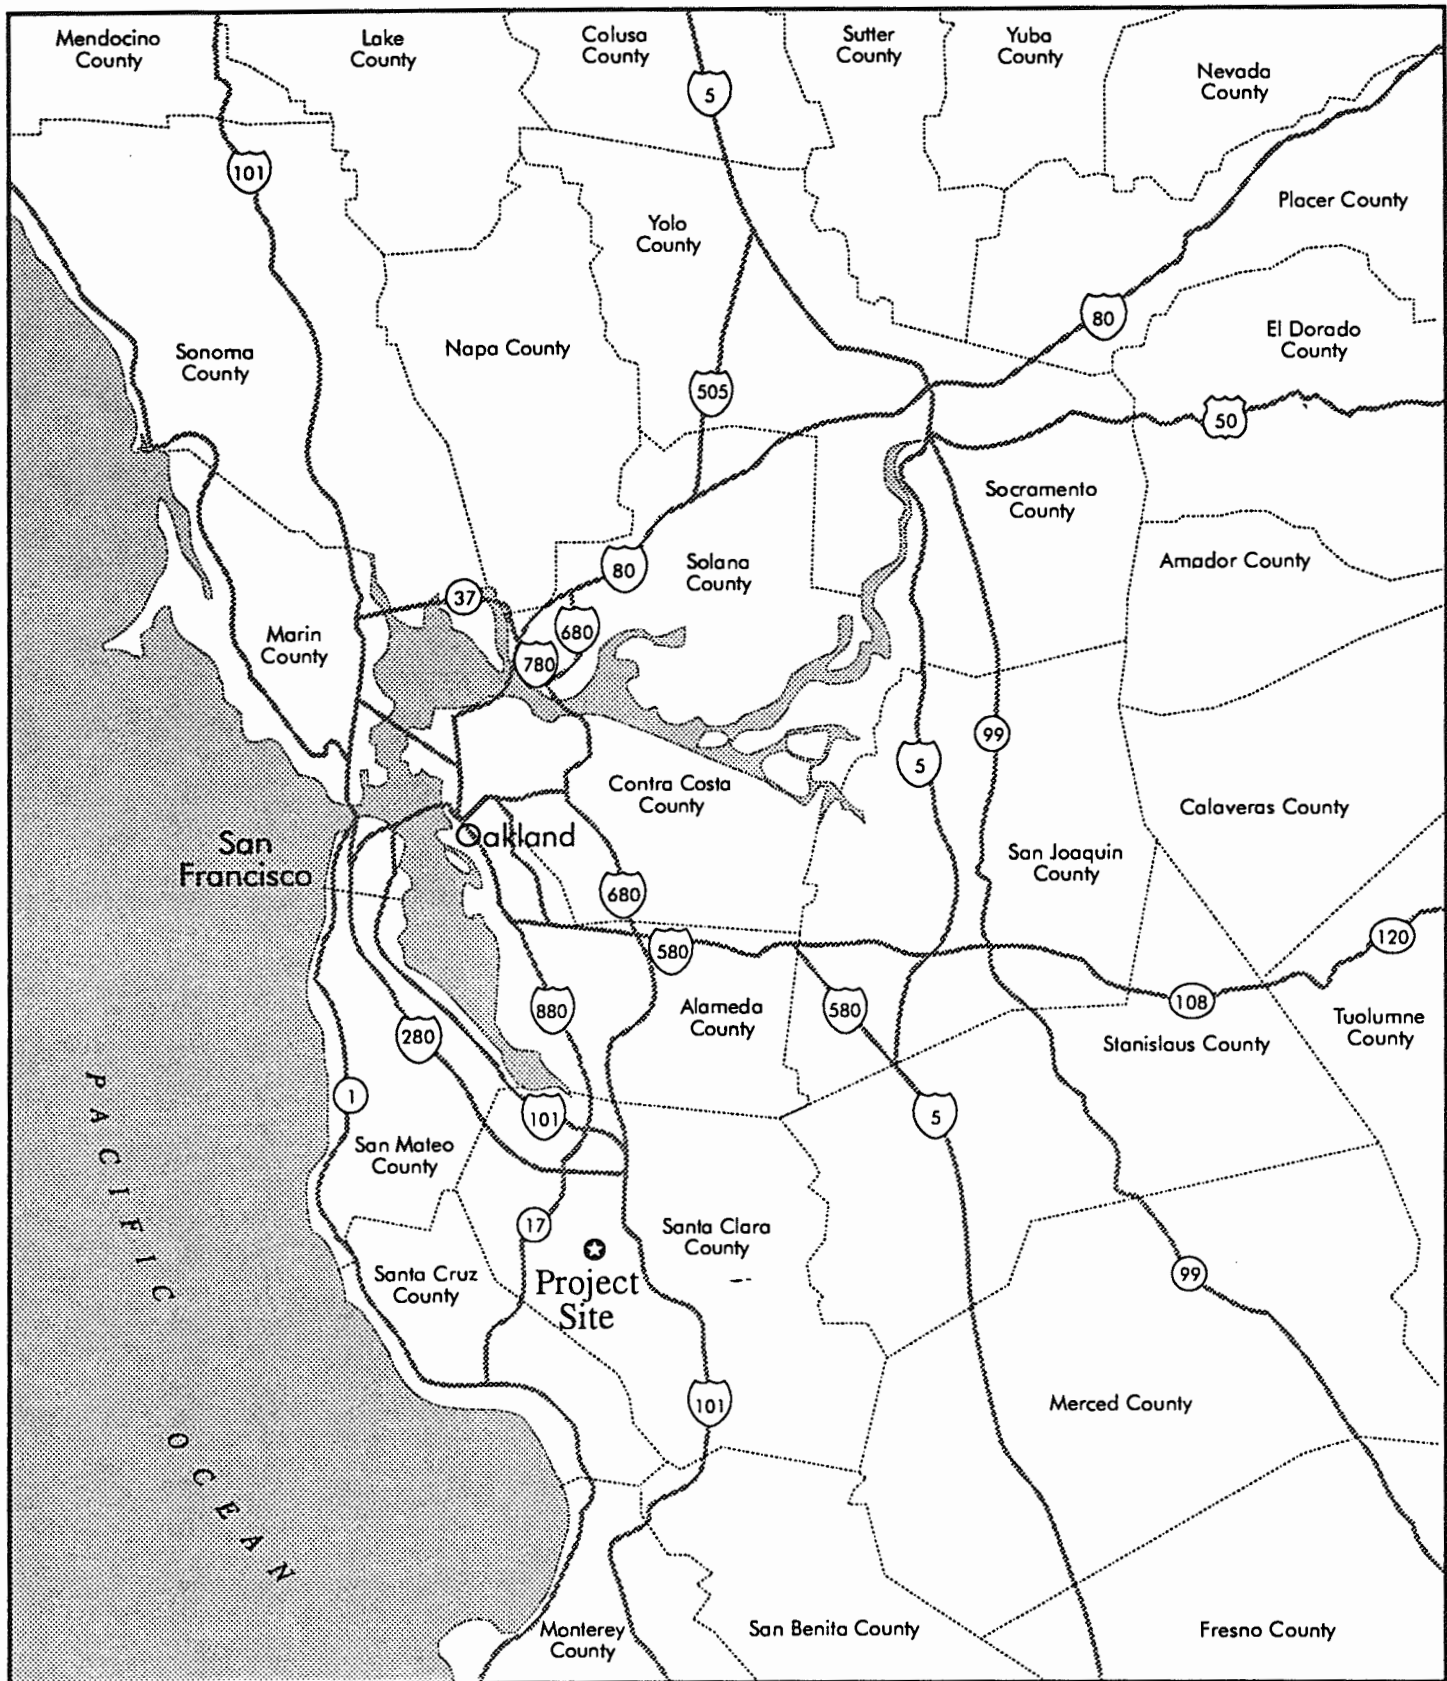 Mendocino
County
Lake
County
Colusa
County
Sutter
County
Yuba
County
Nevada
County
5
101
Placer County
Yolo
County
80
El Dorado
County
Sonoma
County
Napa County
505
50
Socramento
County
Amador County
80
Solana
County
37
680
Marin
County
780
99
5
Contra Costa
County
Calaveras County
San
Francisco
Oakland
San Joaquin
County
680
120
580
108
880
580
Alameda
County
Tuolumne
County
280
Stanislaus County
1
101
5
San Mateo
County
17
Santa Clara
County
Santa Cruz
County
Project
Site
99
101
Merced County
PACIFIC
OCEAN
Monterey
County
San Benita County
Fresno County